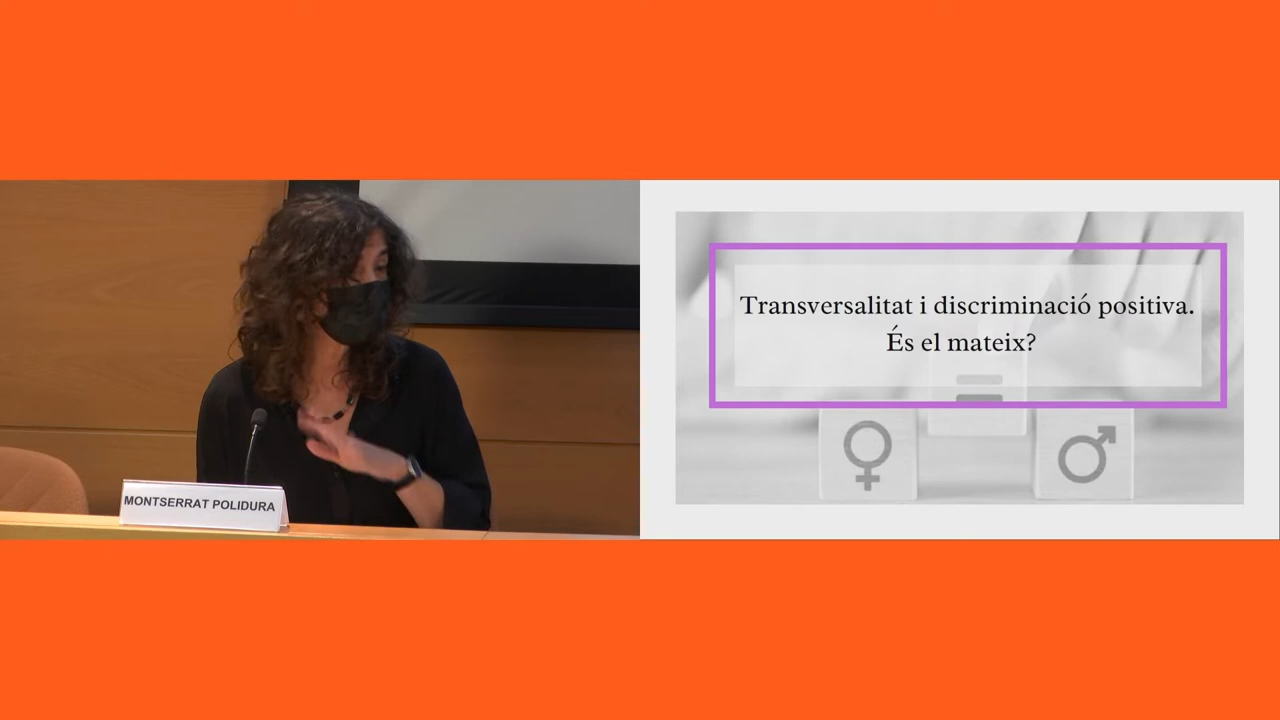 MONTSERRAT POLIDURA
Transversalitat i discriminació positiva.
És el mateix?